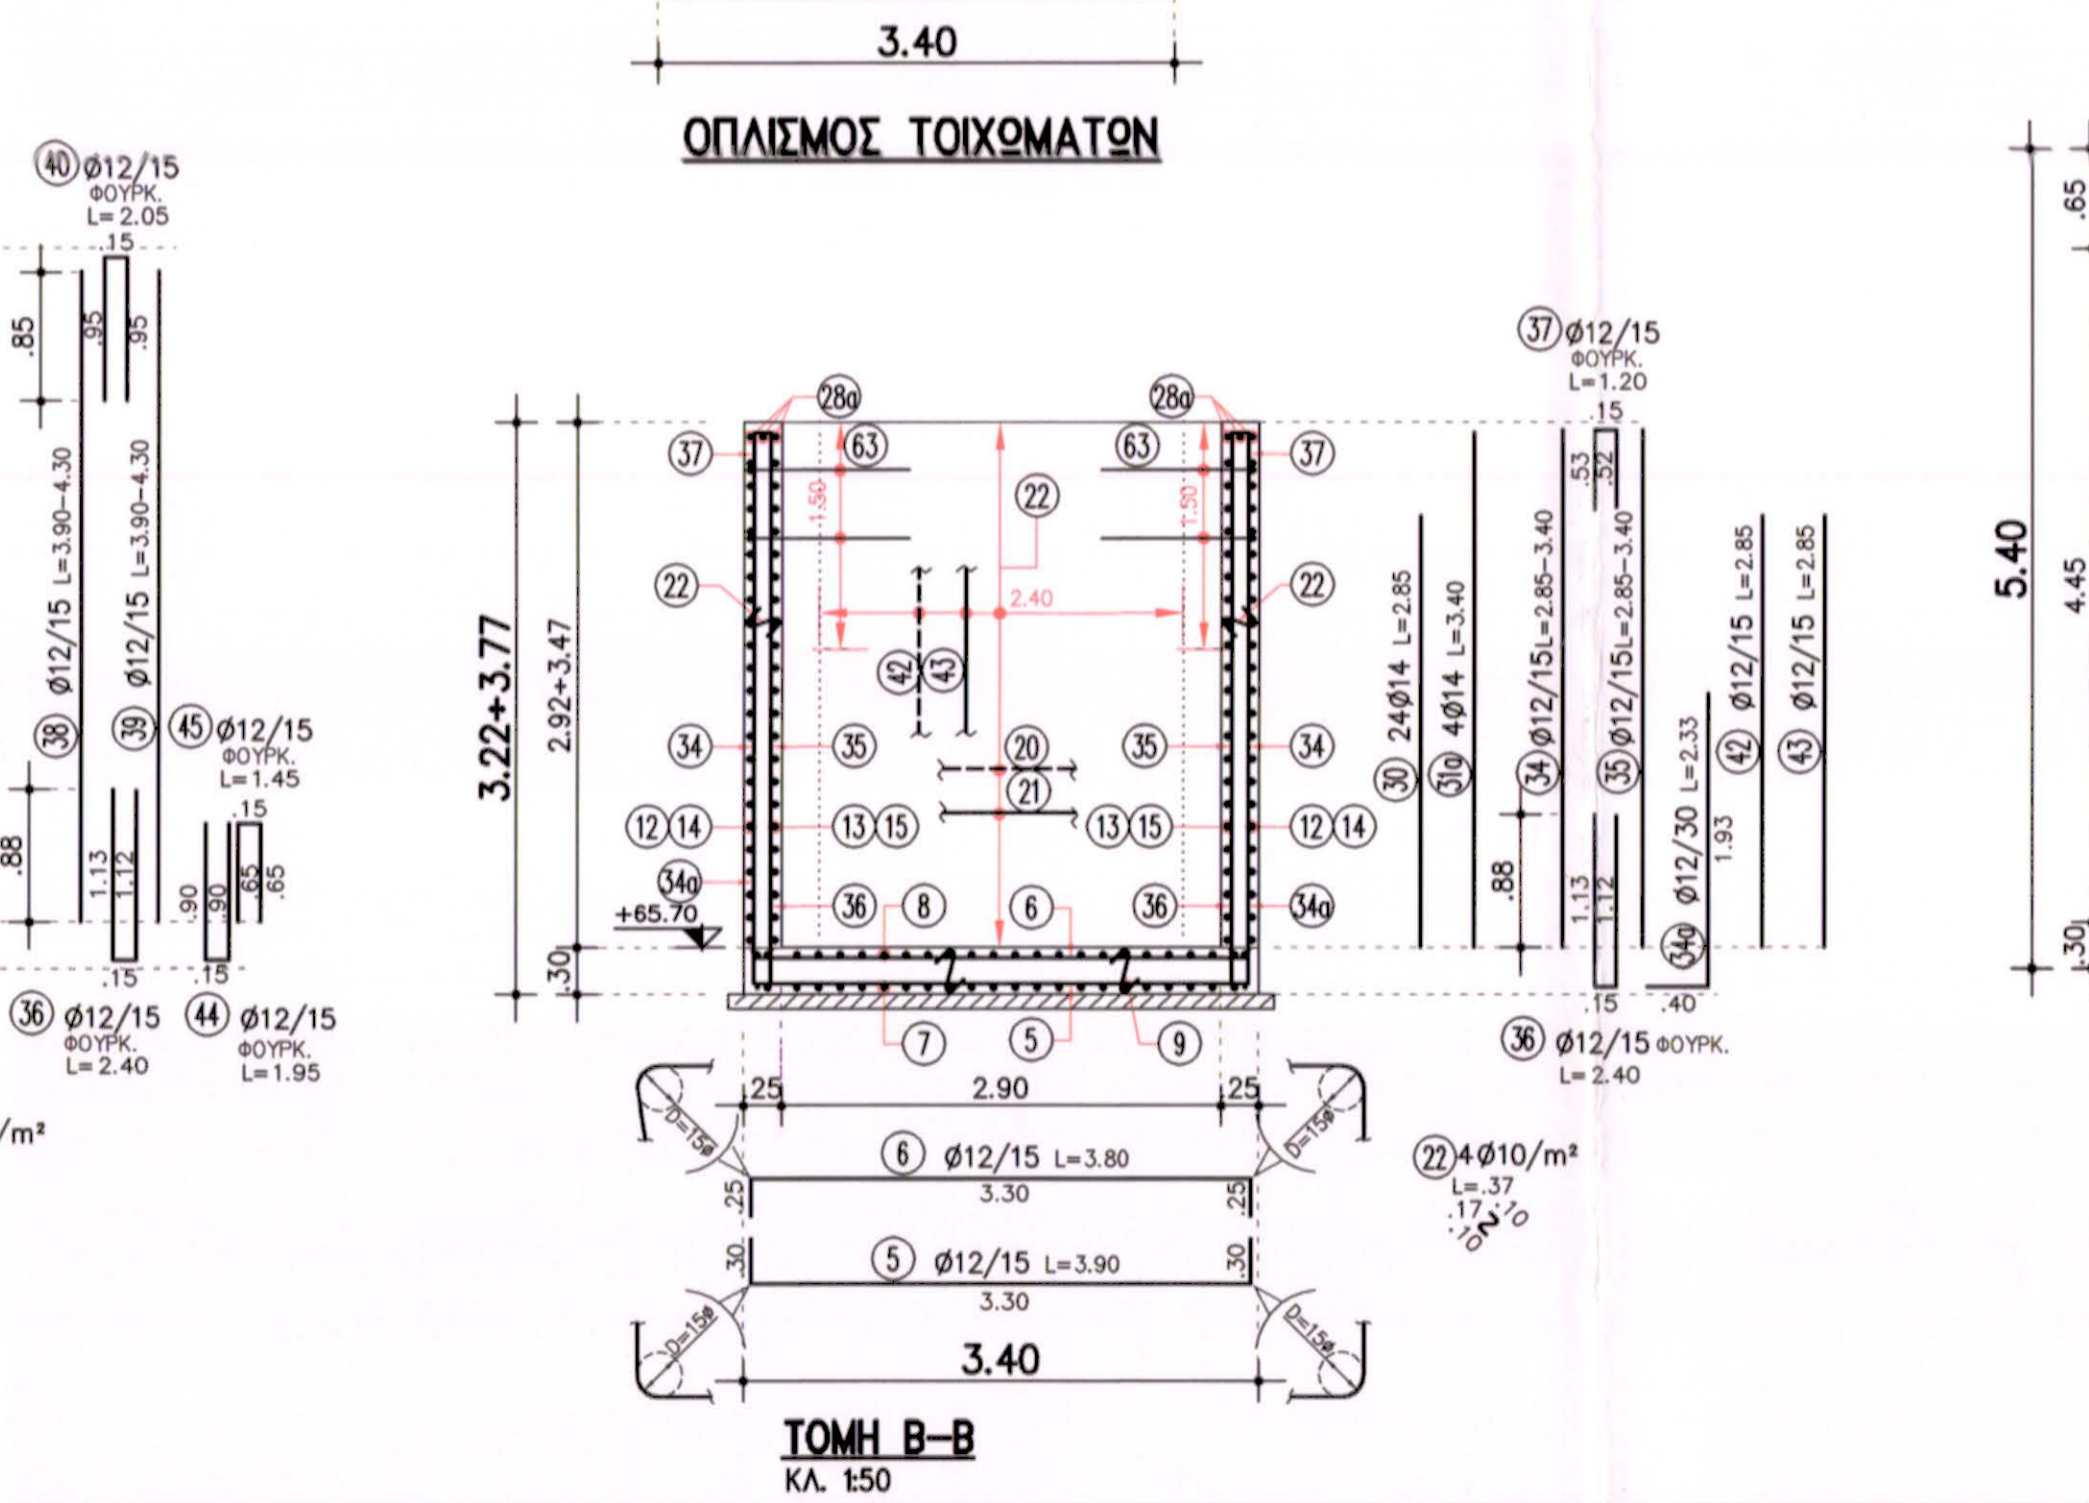 3.40
ΟΠΛΙΣΜΟΣ ΤΟΙΧΩΜΑΤΩΝ
40 Ø12/15
ΦΟΥΡΚ.
L=2.05
.15
.85
.95
.95
38 Ø12/15 L=3.90-4.30
39 Ø12/15 L=3.90-4.30
45 Ø12/15
ΦΟΥΡΚ.
L=1.45
.15
.88
1.13
1.12
.90
.90
.65
.65
.15
.15
36 Ø12/15
ΦΟΥΡΚ.
L=2.40
44 Ø12/15
ΦΟΥΡΚ.
L=1.95
/m²
3.22÷3.77
2.92÷3.47
.30
+65.70
28a
28a
37
63
63
37
1.50
1.50
22
22
22
2.40
42
43
34
35
20
35
34
21
12 14
13 15
13 15
12 14
34a
36
8
6
36
34a
7
5
9
.25
2.90
.25
D=15Ø
D=15Ø
6 Ø12/15 L=3.80
.25
3.30
.25
5 Ø12/15 L=3.90
.30
3.30
.30
D=15Ø
D=15Ø
3.40
ΤΟΜΗ Β-Β
ΚΛ. 1:50
37 Ø12/15
ΦΟΥΡΚ.
L=1.20
.15
.53
.52
30 24Ø14 L=2.85
31a 4Ø14 L=3.40
34 Ø12/15 L=2.85-3.40
35 Ø12/15 L=2.85-3.40
34a Ø12/30 L=2.33
1.93
42 Ø12/15 L=2.85
43 Ø12/15 L=2.85
.88
1.13
1.12
.15
.40
36 Ø12/15 ΦΟΥΡΚ.
L=2.40
22 4Ø10/m²
L=.37
.17
.10
.10
5.40
.65
4.45
.30